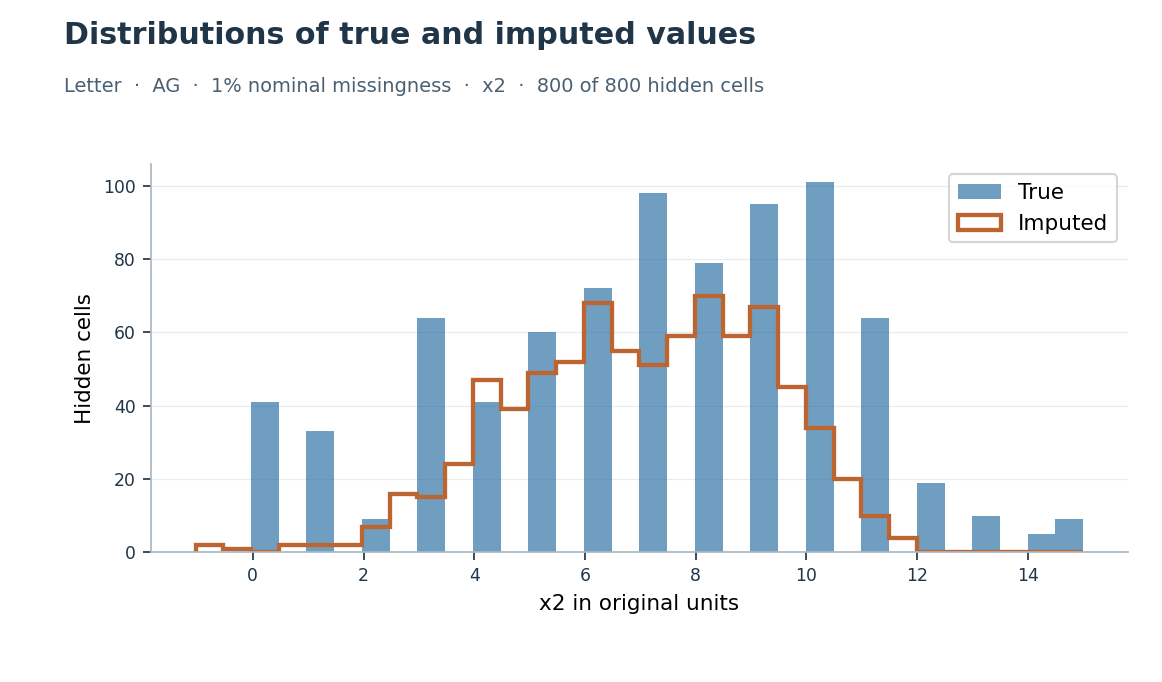 Distributions of true and imputed values
Letter · AG · 1% nominal missingness · x2 · 800 of 800 hidden cells
True
Imputed
Hidden cells
100
80
60
40
20
0
0 2 4 6 8 10 12 14
x2 in original units